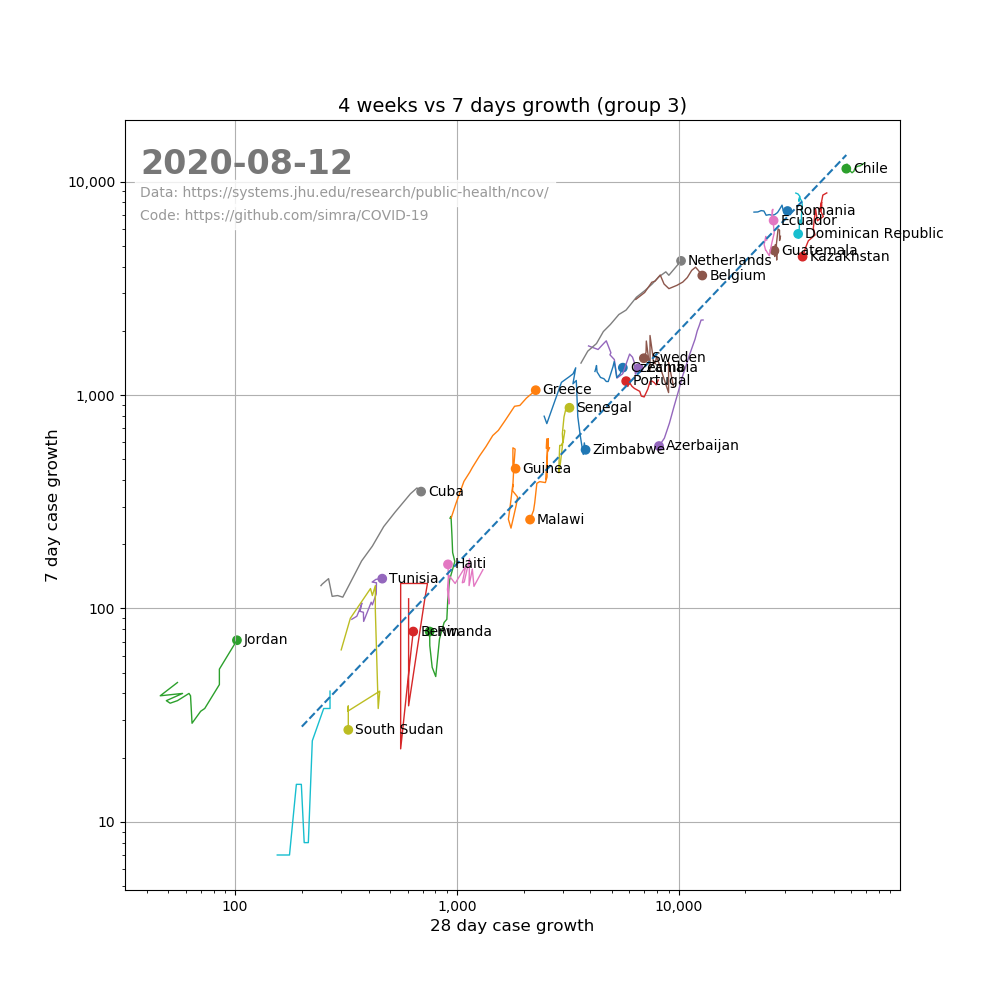 4 weeks vs 7 days growth (group 3)
2020-08-12
Data: https://systems.jhu.edu/research/public-health/ncov/
Code: https://github.com/simra/COVID-19
10,000
1,000
100
10
7 day case growth
Chile
Romania
Ecuador
Dominican Republic
Guatemala
Kazakhstan
Netherlands
Belgium
Sweden
Czechia
Zambia
Portugal
Greece
Senegal
Azerbaijan
Zimbabwe
Guinea
Cuba
Malawi
Haiti
Tunisia
Benin
Rwanda
Jordan
South Sudan
100
1,000
10,000
28 day case growth